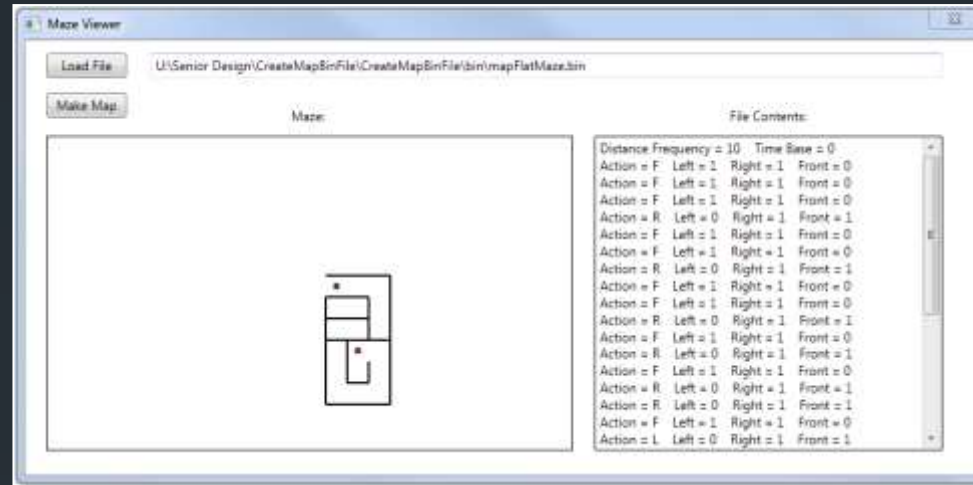 Maze Viewer
Load File
U:\Senior Design\CreateMapBinFile\CreateMapBinFile\bin\mapFlatMaze.bin
Make Map
Maze:
File Contents:
Distance Frequency = 10 Time Base = 0
Action = F Left = 1 Right = 1 Front = 0
Action = F Left = 1 Right = 1 Front = 0
Action = F Left = 1 Right = 1 Front = 0
Action = R Left = 0 Right = 1 Front = 1
Action = F Left = 1 Right = 1 Front = 0
Action = F Left = 1 Right = 1 Front = 0
Action = R Left = 0 Right = 1 Front = 1
Action = F Left = 1 Right = 1 Front = 0
Action = F Left = 1 Right = 1 Front = 0
Action = R Left = 0 Right = 1 Front = 1
Action = F Left = 1 Right = 1 Front = 0
Action = R Left = 0 Right = 1 Front = 1
Action = F Left = 1 Right = 1 Front = 0
Action = R Left = 0 Right = 1 Front = 1
Action = R Left = 0 Right = 1 Front = 1
Action = F Left = 1 Right = 1 Front = 0
Action = L Left = 0 Right = 1 Front = 1